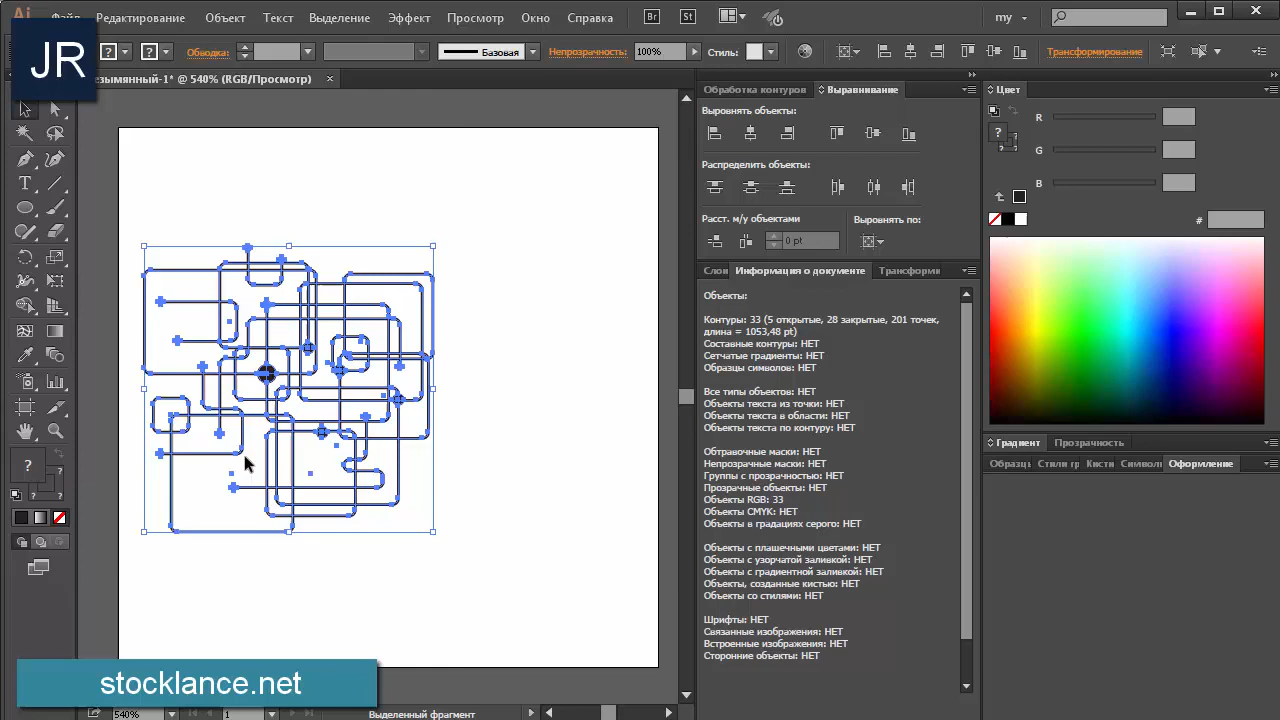 Ai Файл Редактирование Объект Текст Выделение Эффект Просмотр Окно Справка Br St my
JR
? ? Обводка: Базовая Непрозрачность: 100% Стиль: Трансформирование
езымянный-1* @ 540% (RGB/Просмотр) ×
Обработка контуров Выравнивание
Выровнять объекты:
Распределить объекты:
Расст. м/у объектами Выровнять по:
0 pt
Цвет
R
G
B
?
#
Слои Информация о документе Трансформи
Объекты:
Контуры: 33 (5 открытые, 28 закрытые, 201 точек,
длина = 1053,48 pt)
Составные контуры: НЕТ
Сетчатые градиенты: НЕТ
Образцы символов: НЕТ
Все типы объектов: НЕТ
Объекты текста из точки: НЕТ
Объекты текста в области: НЕТ
Объекты текста по контуру: НЕТ
Обтравочные маски: НЕТ
Непрозрачные маски: НЕТ
Группы с прозрачностью: НЕТ
Прозрачные объекты: НЕТ
Объекты RGB: 33
Объекты CMYK: НЕТ
Объекты в градациях серого: НЕТ
Объекты с плашечными цветами: НЕТ
Объекты с узорчатой заливкой: НЕТ
Объекты с градиентной заливкой: НЕТ
Объекты, созданные кистью: НЕТ
Объекты со стилями: НЕТ
Шрифты: НЕТ
Связанные изображения: НЕТ
Встроенные изображения: НЕТ
Сторонние объекты: НЕТ
Градиент Прозрачность
Образцы Стили гр Кисти Символы Оформление
T
?
? ?
stocklance.net
540% 1 Выделенный фрагмент